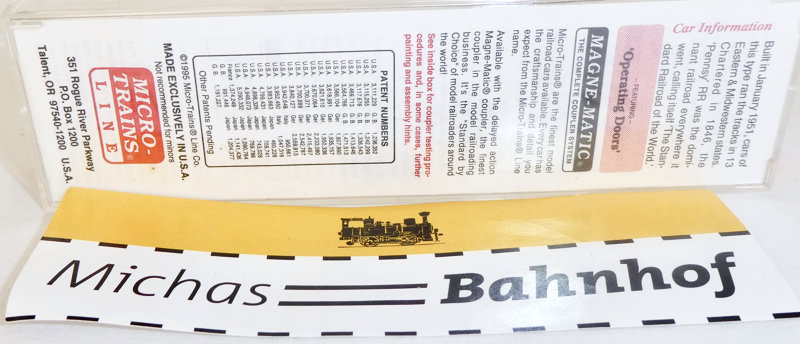 Car Information
Built in January 1951, cars of
this type ran the tracks in 13
Eastern & Midwestern states.
Chartered in 1846, the
'Pennsy' RR was the domi-
nant railroad everywhere it
went, calling itself 'The Stan-
dard Railroad of the World.'
FEATURING
'Operating Doors'
MAGNE-MATIC®
THE COMPLETE COUPLER SYSTEM
Micro-Trains® are the finest model
railroad cars available. Every car has
the craftsmanship and detail you
expect from the Micro-Trains® Line
name.
Available with the delayed action
Magne-Matic® coupler, the finest
coupler in the model railroading
business. It's the "Standard by
Choice" of model railroaders around
the world!
See inside box for coupler testing pro-
cedures and, in some cases, further
painting and assembly hints.
PATENT NUMBERS
Other Patents Pending
©1995 Micro-Trains® Line Co.
MADE EXCLUSIVELY IN U.S.A.
Not recommended for minors
MICRO-
TRAINS®
LINE
351 Rogue River Parkway
P.O. Box 1200
Talent, OR 97540-1200 U.S.A.
Michas Bahnhof